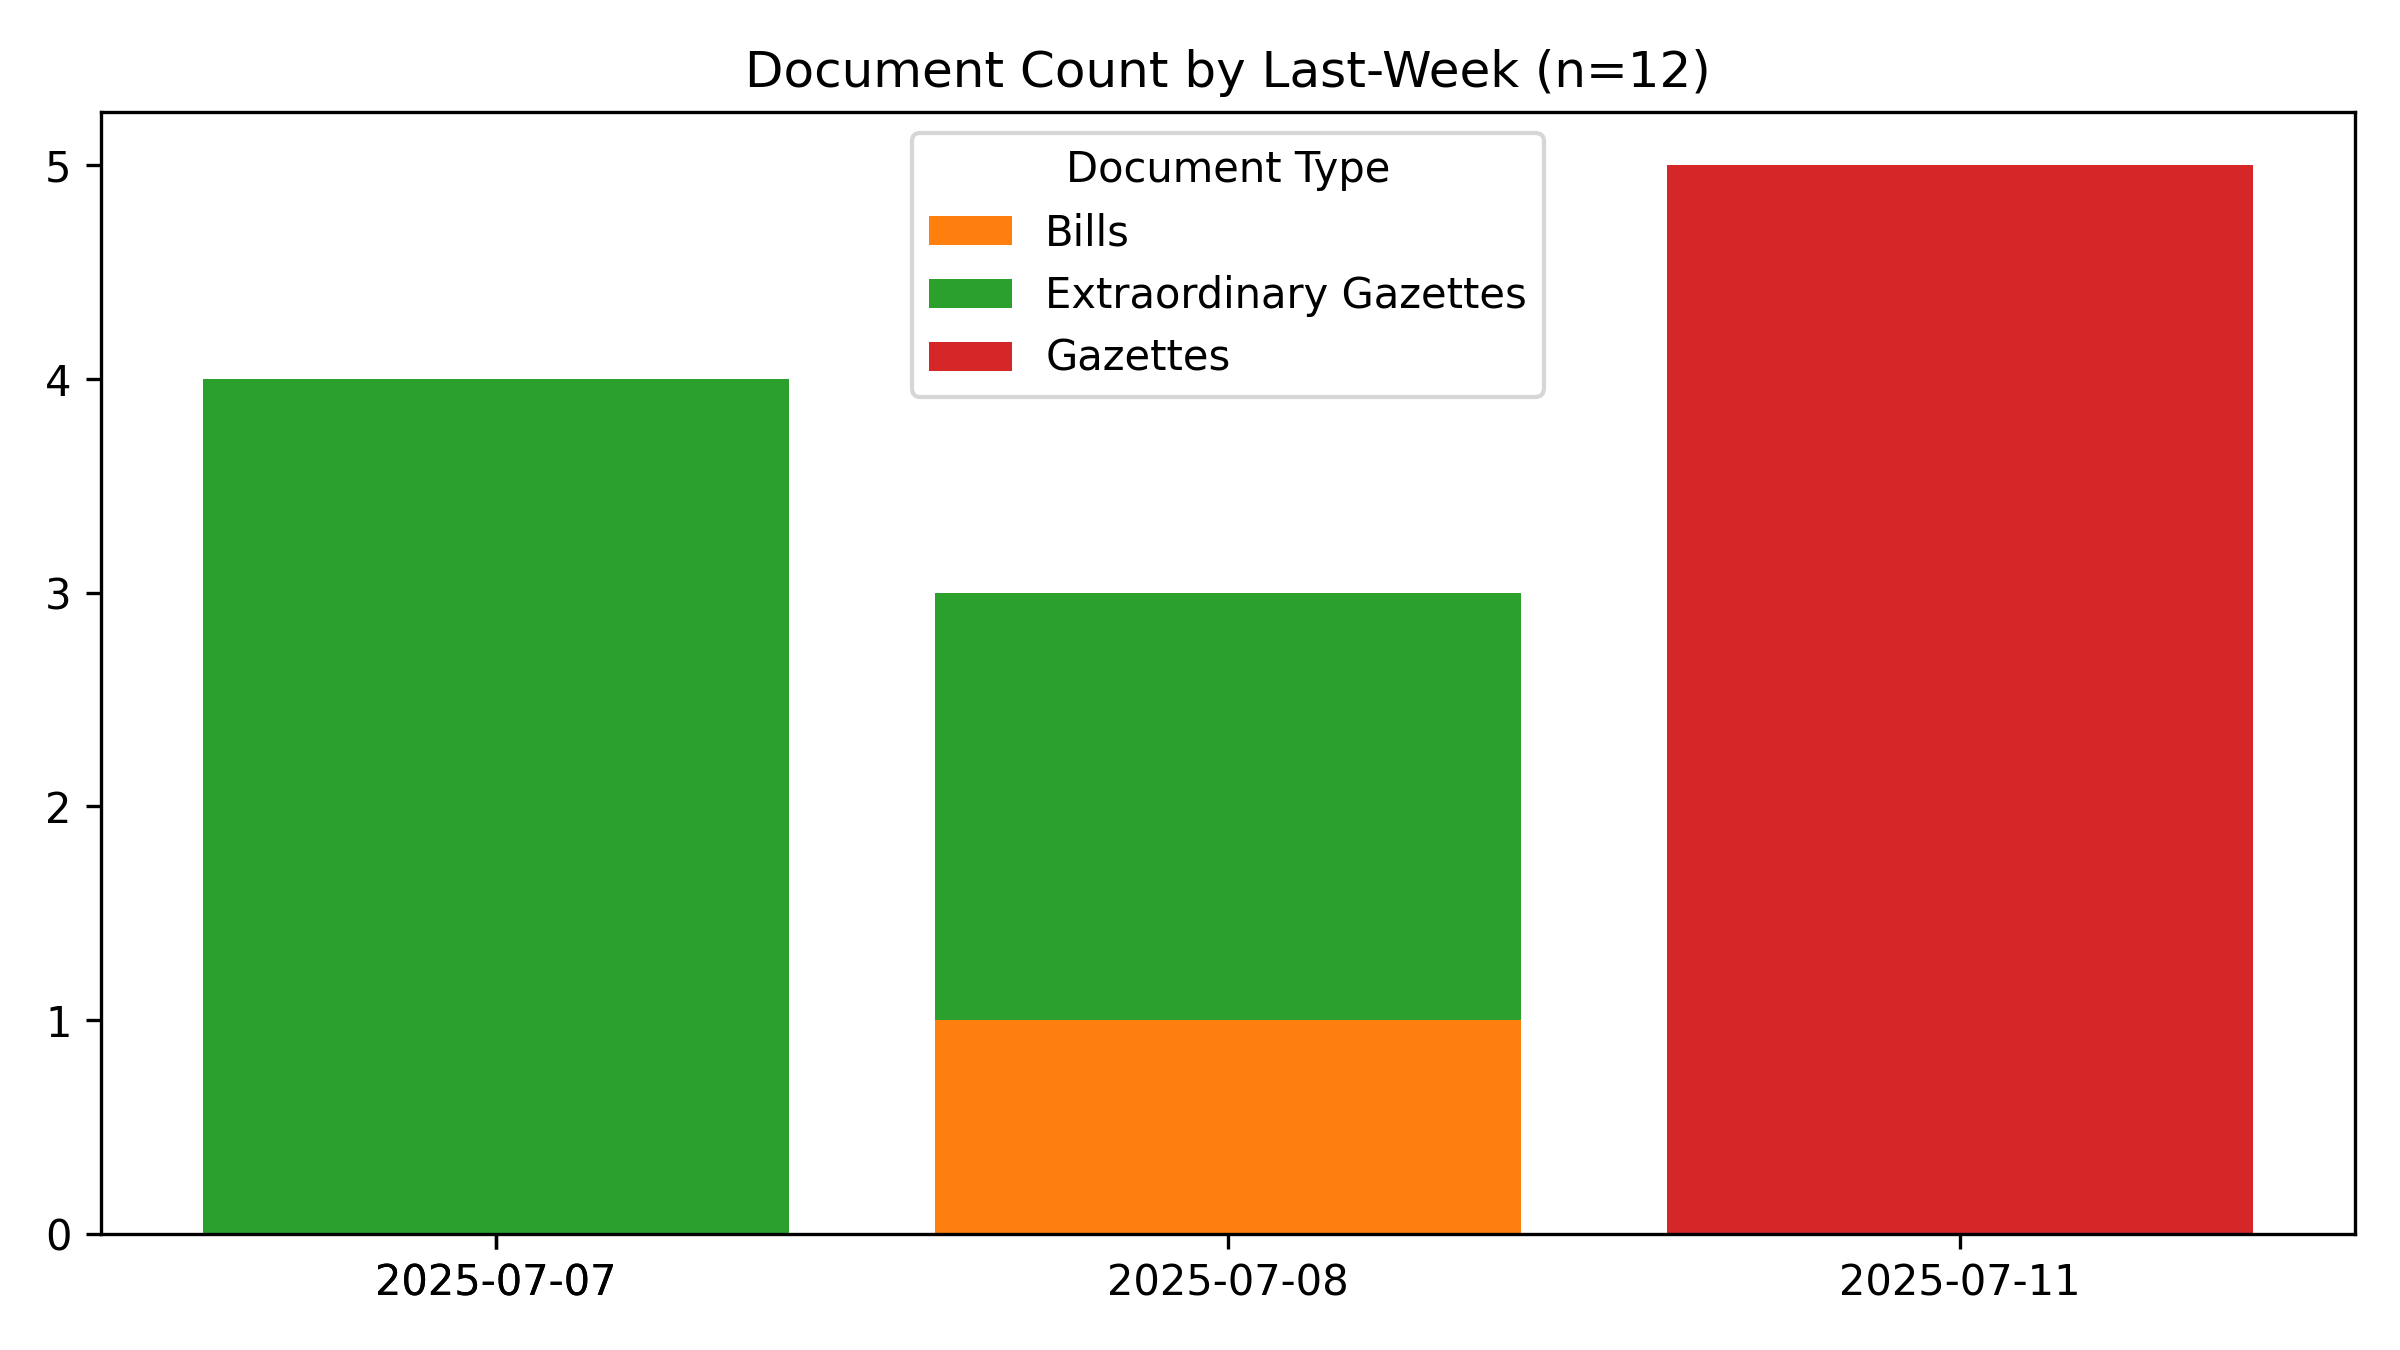 Document Count by Last-Week (n=12)
Document Type
Bills
Extraordinary Gazettes
Gazettes
5
4
3
2
1
0
2025-07-07
2025-07-08
2025-07-11